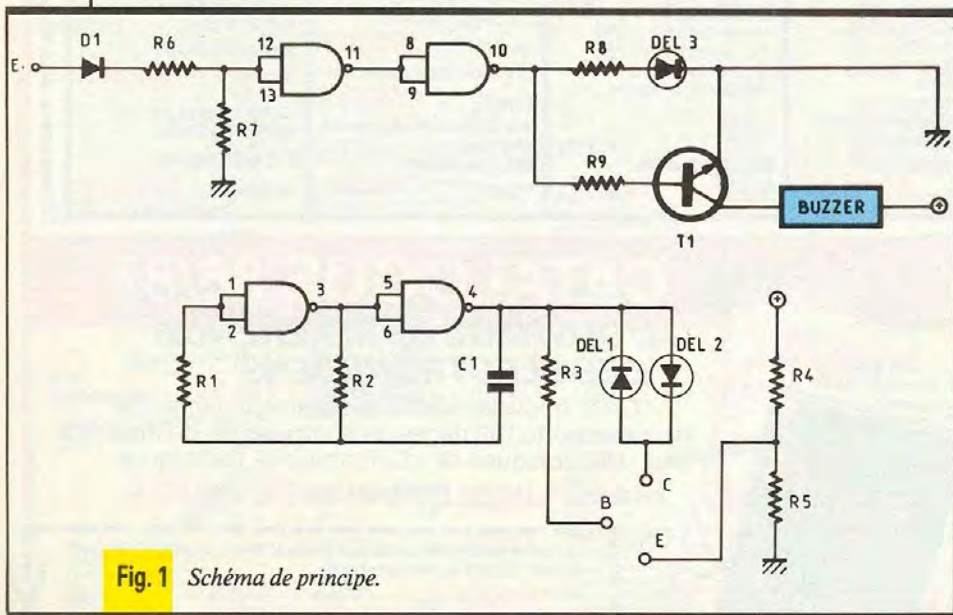 D1 R6 12 11 8 10 R8 DEL 3
E.
13 9
R7 R9
BUZZER
T1
1 3 5 4
2 6
C1 R3 DEL 1 DEL 2
R1 R2 R4
C
B R5
E
Fig. 1 Schéma de principe.